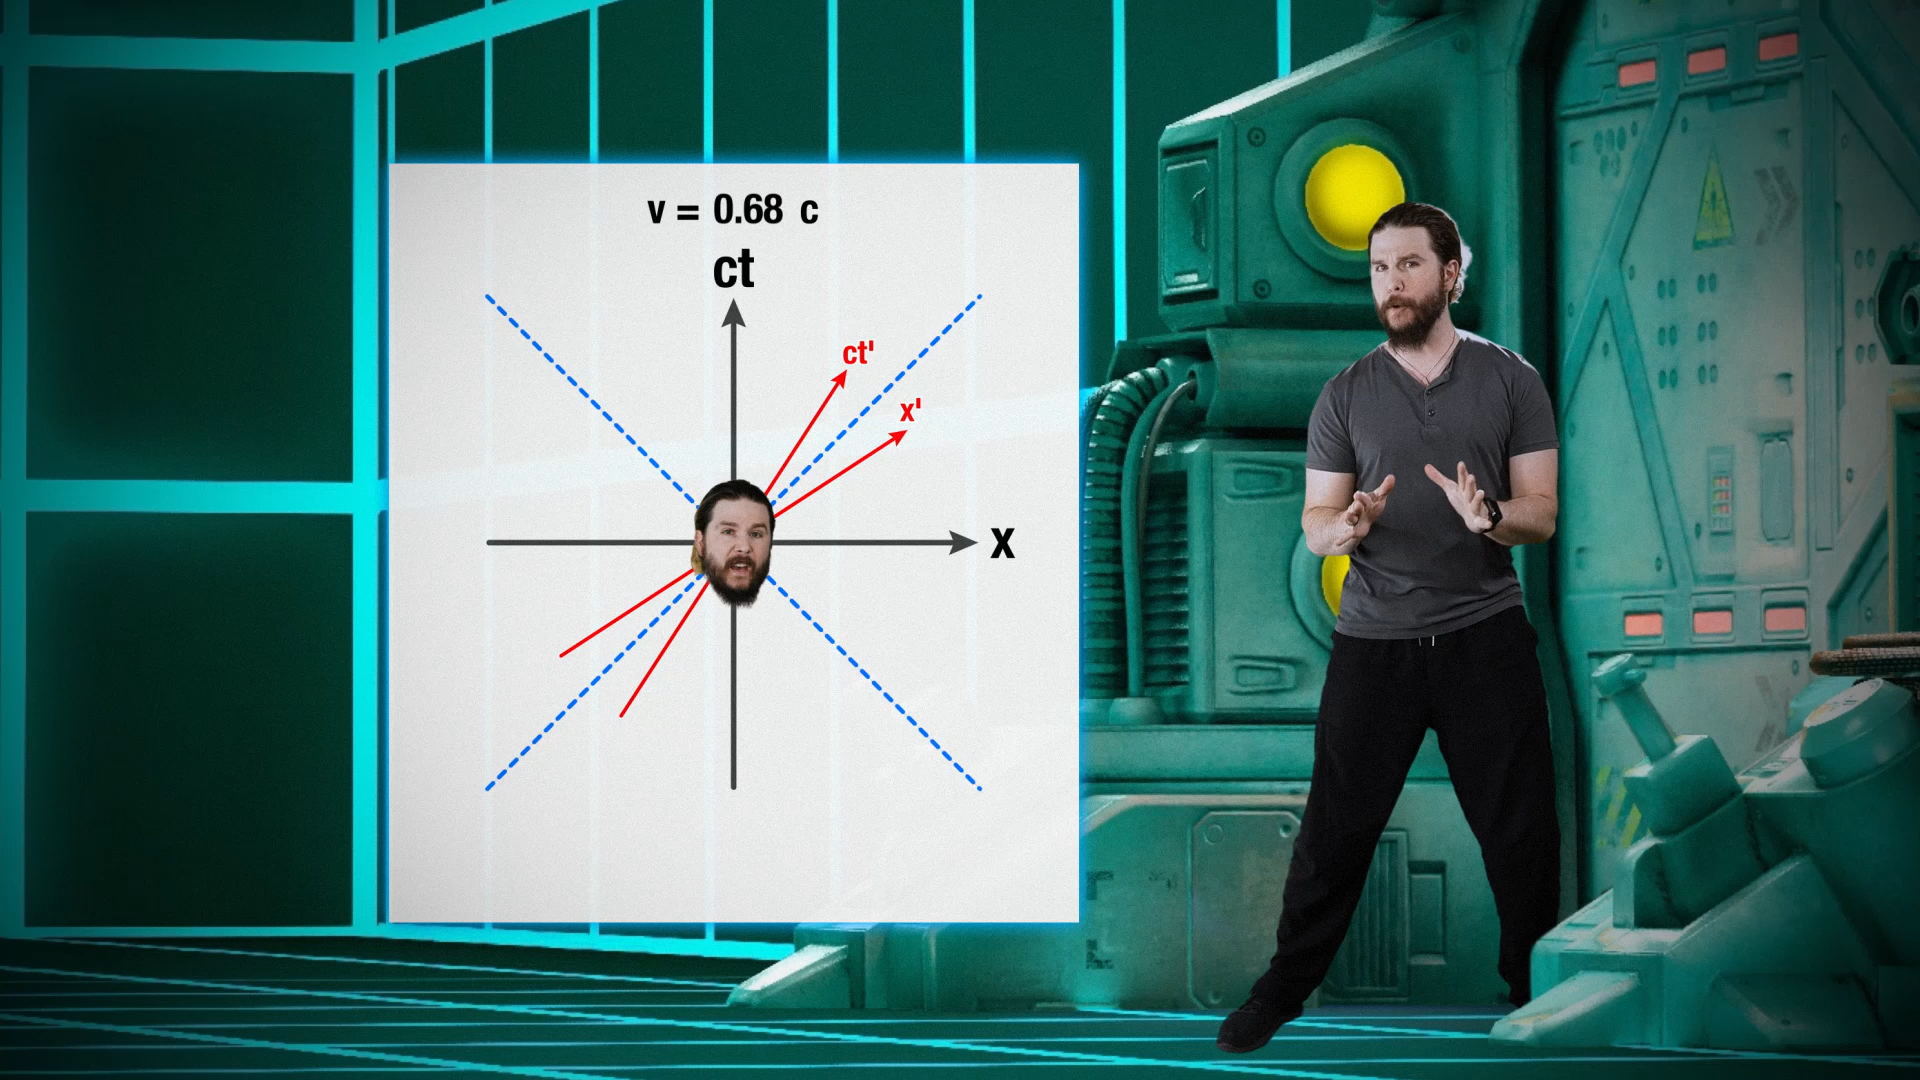 v = 0.68 c
ct
ct'
x'
x